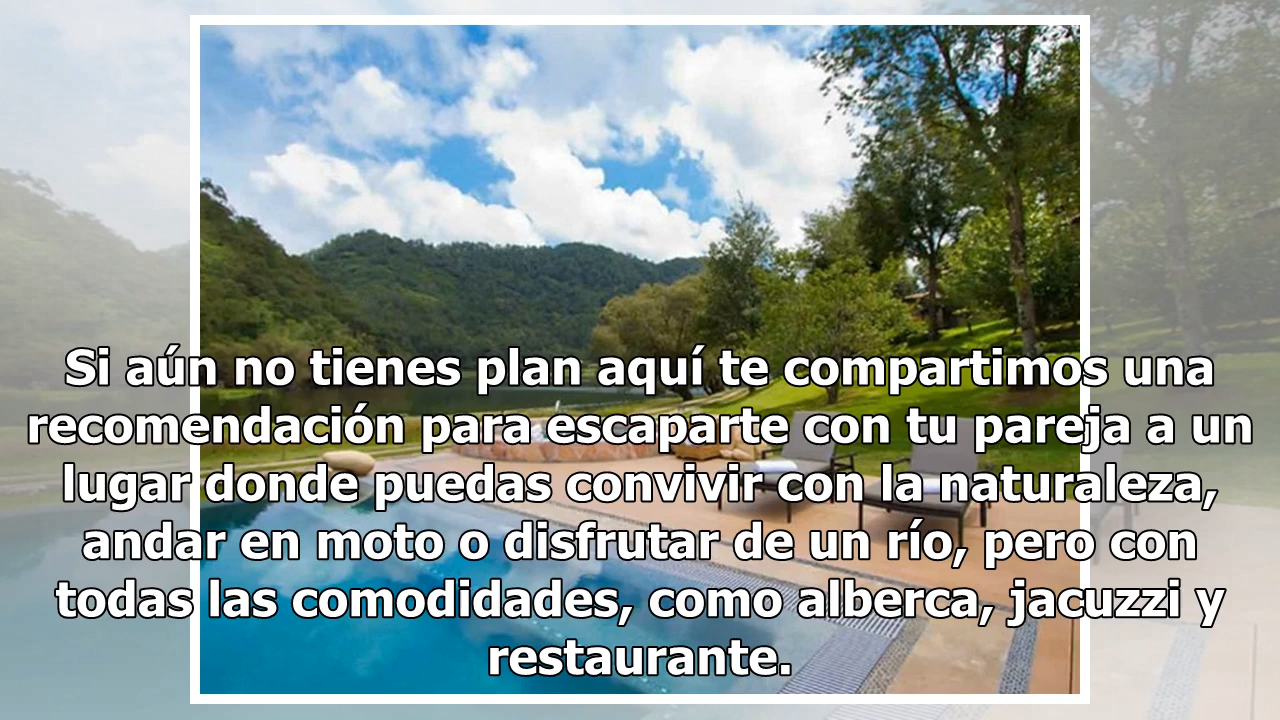 Si aún no tienes plan aquí te compartimos una
recomendación para escaparte con tu pareja a un
lugar donde puedas convivir con la naturaleza,
andar en moto o disfrutar de un río, pero con
todas las comodidades, como alberca, jacuzzi y
restaurante.